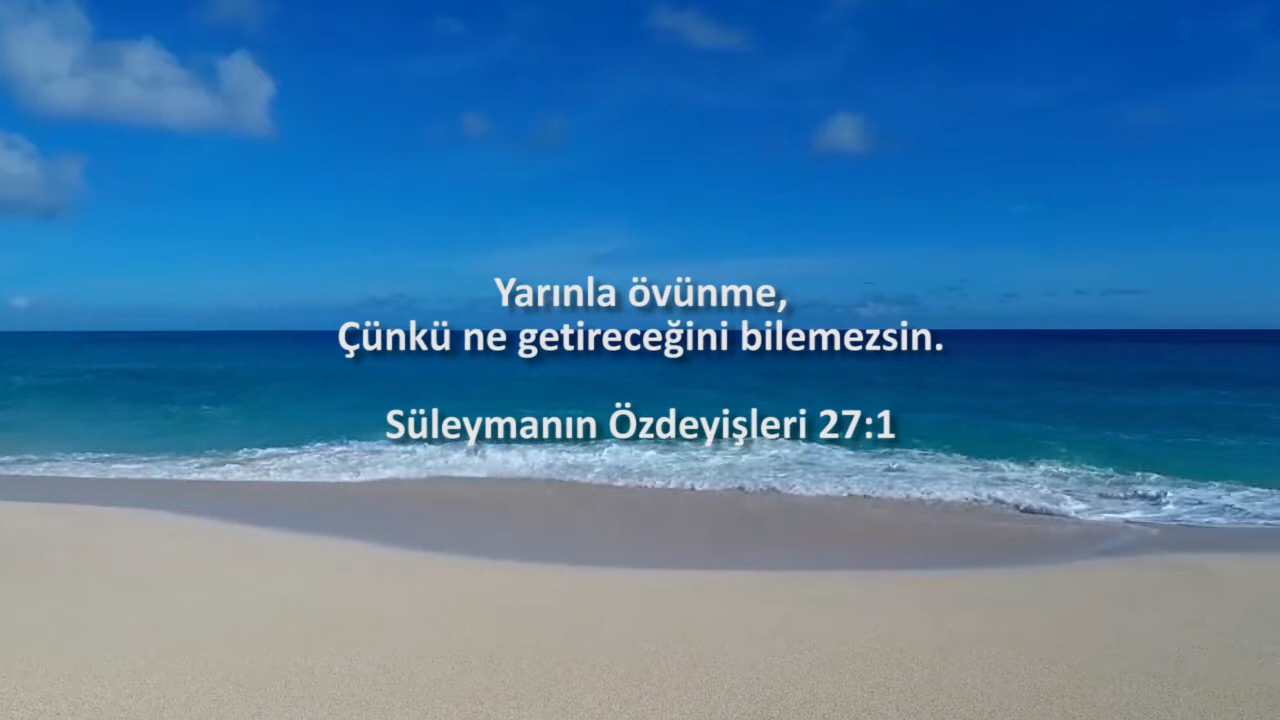 Yarınla övünme,
Çünkü ne getireceğini bilemezsin.
Süleymanın Özdeyişleri 27:1